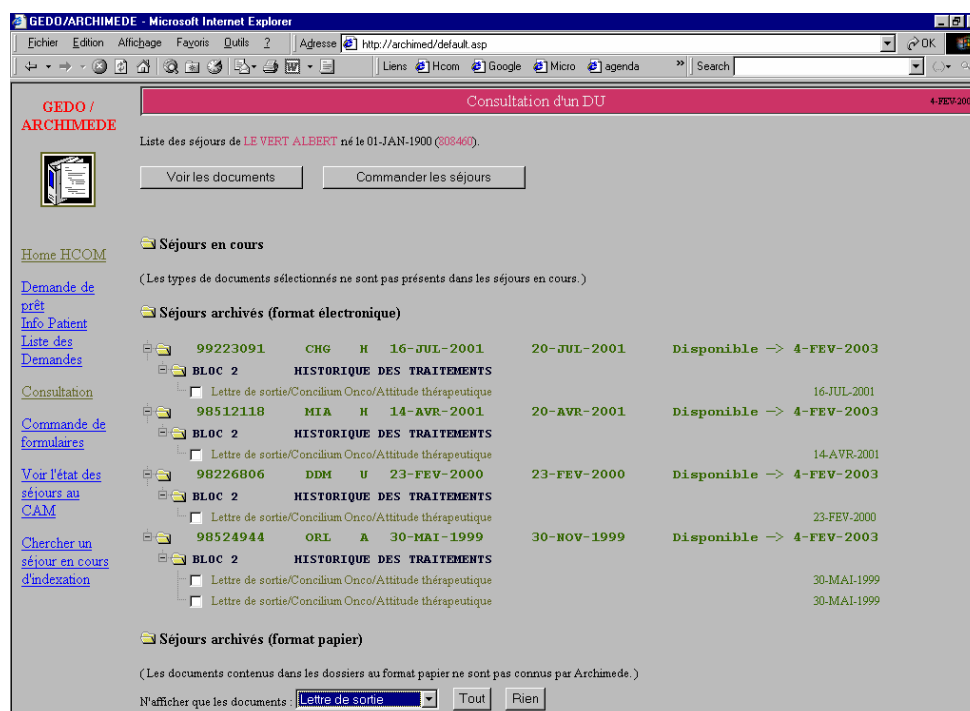 GEDO/ARCHIMEDE - Microsoft Internet Explorer
Fichier Edition Affichage Favoris Outils ? Adresse http://archimed/default.asp OK
Liens Hcom Google Micro agenda » Search
GEDO /
ARCHIMEDE
Consultation d'un DU
Liste des séjours de LE VERT ALBERT né le 01-JAN-1900 (808460).
Voir les documents Commander les séjours
Home HCOM
Demande de
prêt
Info Patient
Liste des
Demandes
Consultation
Commande de
formulaires
Voir l'état des
séjours au
CAM
Chercher un
séjour en cours
d'indexation
Séjours en cours
(Les types de documents sélectionnés ne sont pas présents dans les séjours en cours.)
Séjours archivés (format électronique)
99223091 CHG H 16-JUL-2001 20-JUL-2001 Disponible -> 4-FEV-2003
BLOC 2 HISTORIQUE DES TRAITEMENTS
Lettre de sortie/Concilium Onco/Attitude thérapeutique 16-JUL-2001
98512118 MIA H 14-AVR-2001 20-AVR-2001 Disponible -> 4-FEV-2003
BLOC 2 HISTORIQUE DES TRAITEMENTS
Lettre de sortie/Concilium Onco/Attitude thérapeutique 14-AVR-2001
98226806 DDM U 23-FEV-2000 23-FEV-2000 Disponible -> 4-FEV-2003
BLOC 2 HISTORIQUE DES TRAITEMENTS
Lettre de sortie/Concilium Onco/Attitude thérapeutique 23-FEV-2000
98524944 ORL A 30-MAI-1999 30-NOV-1999 Disponible -> 4-FEV-2003
BLOC 2 HISTORIQUE DES TRAITEMENTS
Lettre de sortie/Concilium Onco/Attitude thérapeutique 30-MAI-1999
Lettre de sortie/Concilium Onco/Attitude thérapeutique 30-MAI-1999
Séjours archivés (format papier)
(Les documents contenus dans les dossiers au format papier ne sont pas connus par Archimede.)
N'afficher que les documents : Lettre de sortie Tout Rien